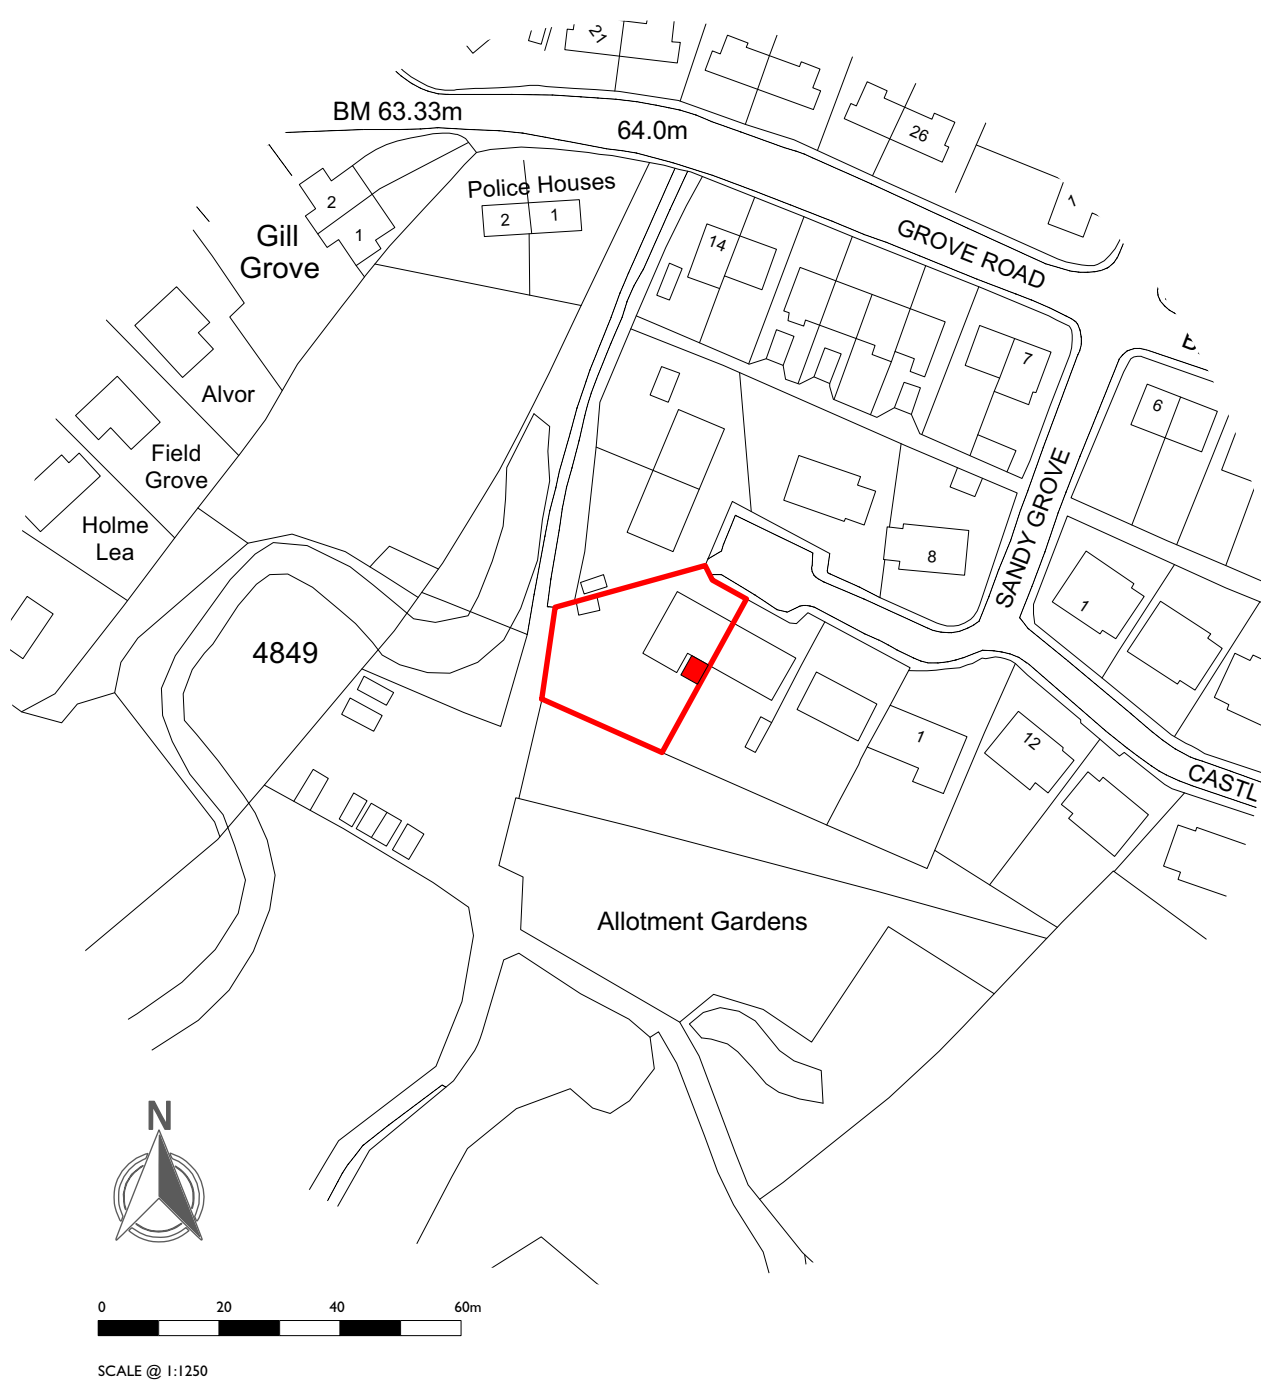 21
BM 63.33m
64.0m
26
7
Police Houses
2
1
2
1
Gill
Grove
14
GROVE ROAD
7
6
Alvor
Field
Grove
Holme
Lea
SANDY GROVE
8
1
4849
1
12
CASTL
Allotment Gardens
N
0 20 40 60m
SCALE @ 1:1250